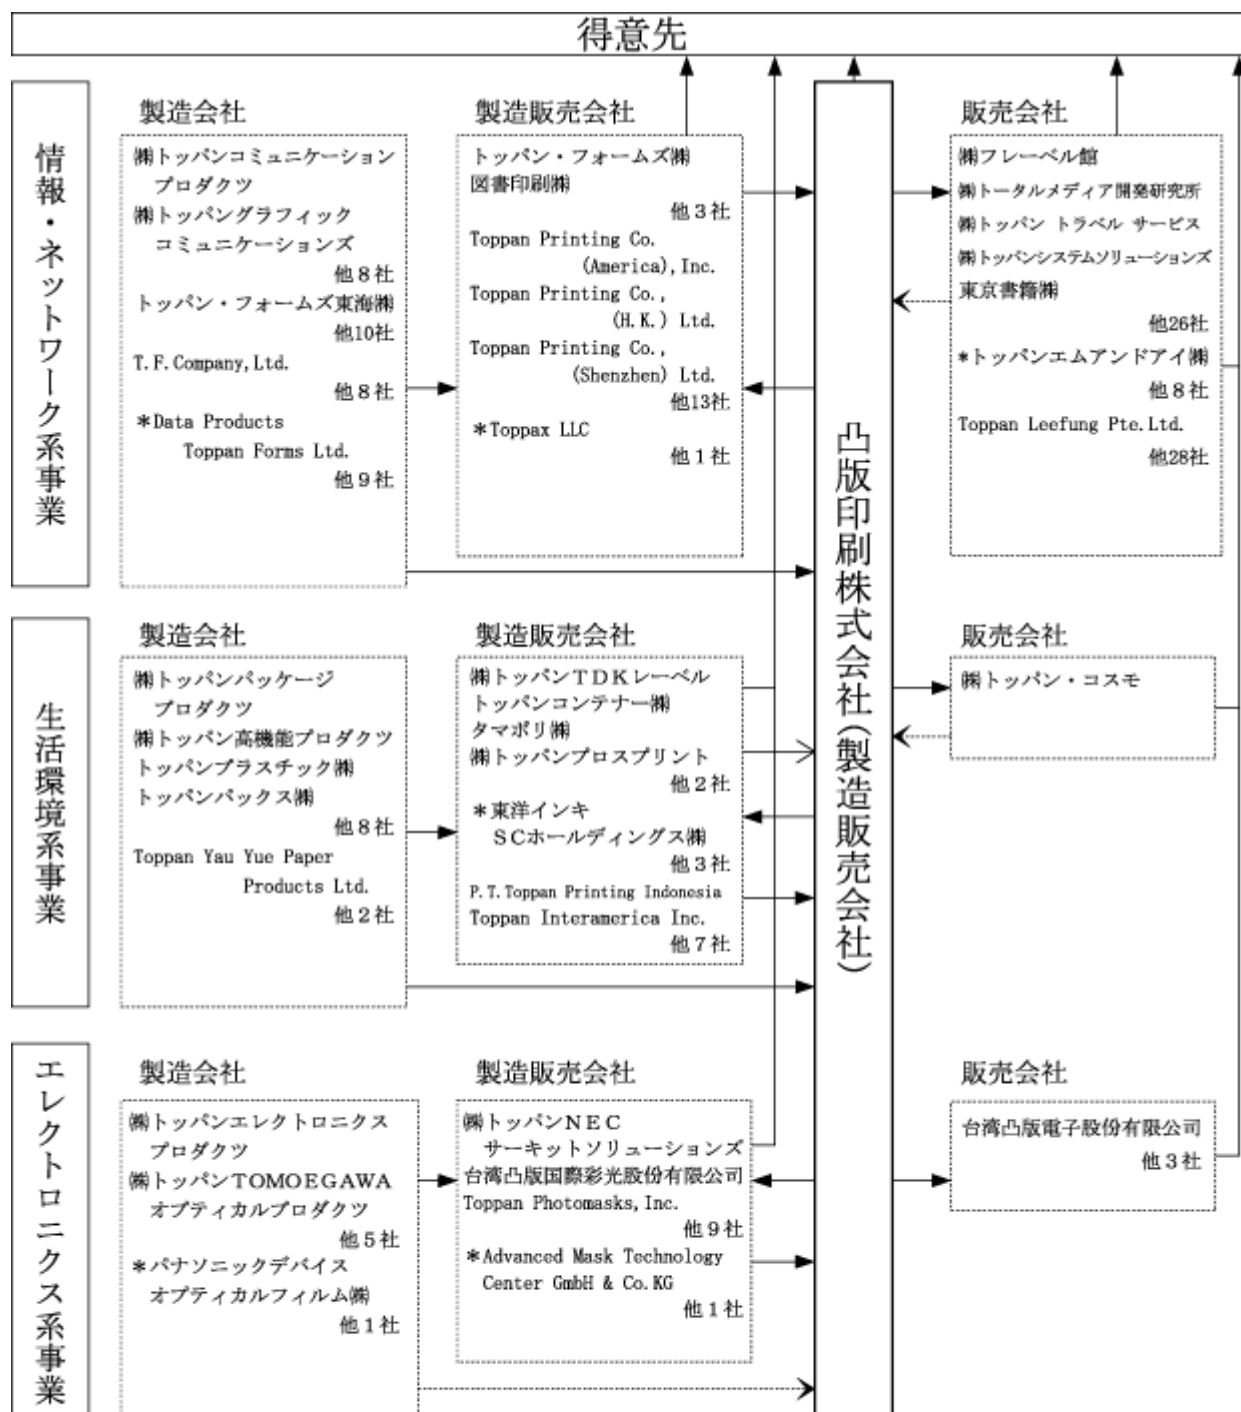 得意先
情報・ネットワーク系事業
製造会社
㈱トッパンコミュニケーション
プロダクツ
㈱トッパングラフィック
コミュニケーションズ
他8社
トッパン・フォームズ東海㈱
他10社
T.F.Company,Ltd.
他8社
*Data Products
Toppan Forms Ltd.
他9社
製造販売会社
トッパン・フォームズ㈱
図書印刷㈱
他3社
Toppan Printing Co.
(America),Inc.
Toppan Printing Co.,
(H.K.) Ltd.
Toppan Printing Co.,
(Shenzhen) Ltd.
他13社
*Toppax LLC
他1社
凸版印刷株式会社(製造販売会社)
販売会社
㈱フレーベル館
㈱トータルメディア開発研究所
㈱トッパン トラベル サービス
㈱トッパンシステムソリューションズ
東京書籍㈱
他26社
*トッパンエムアンドアイ㈱
他8社
Toppan Leefung Pte.Ltd.
他28社
生活環境系事業
製造会社
㈱トッパンパッケージ
プロダクツ
㈱トッパン高機能プロダクツ
トッパンプラスチック㈱
トッパンパックス㈱
他8社
Toppan Yau Yue Paper
Products Ltd.
他2社
製造販売会社
㈱トッパンTDKレーベル
トッパンコンテナー㈱
タマポリ㈱
㈱トッパンプロスプリント
他2社
*東洋インキ
SCホールディングス㈱
他3社
P.T.Toppan Printing Indonesia
Toppan Interamerica Inc.
他7社
販売会社
㈱トッパン・コスモ
エレクトロニクス系事業
製造会社
㈱トッパンエレクトロニクス
プロダクツ
㈱トッパンTOMOEGAWA
オプティカルプロダクツ
他5社
*パナソニックデバイス
オプティカルフィルム㈱
他1社
製造販売会社
㈱トッパンNEC
サーキットソリューションズ
台湾凸版国際彩光股份有限公司
Toppan Photomasks,Inc.
他9社
*Advanced Mask Technology
Center GmbH & Co.KG
他1社
販売会社
台湾凸版電子股份有限公司
他3社